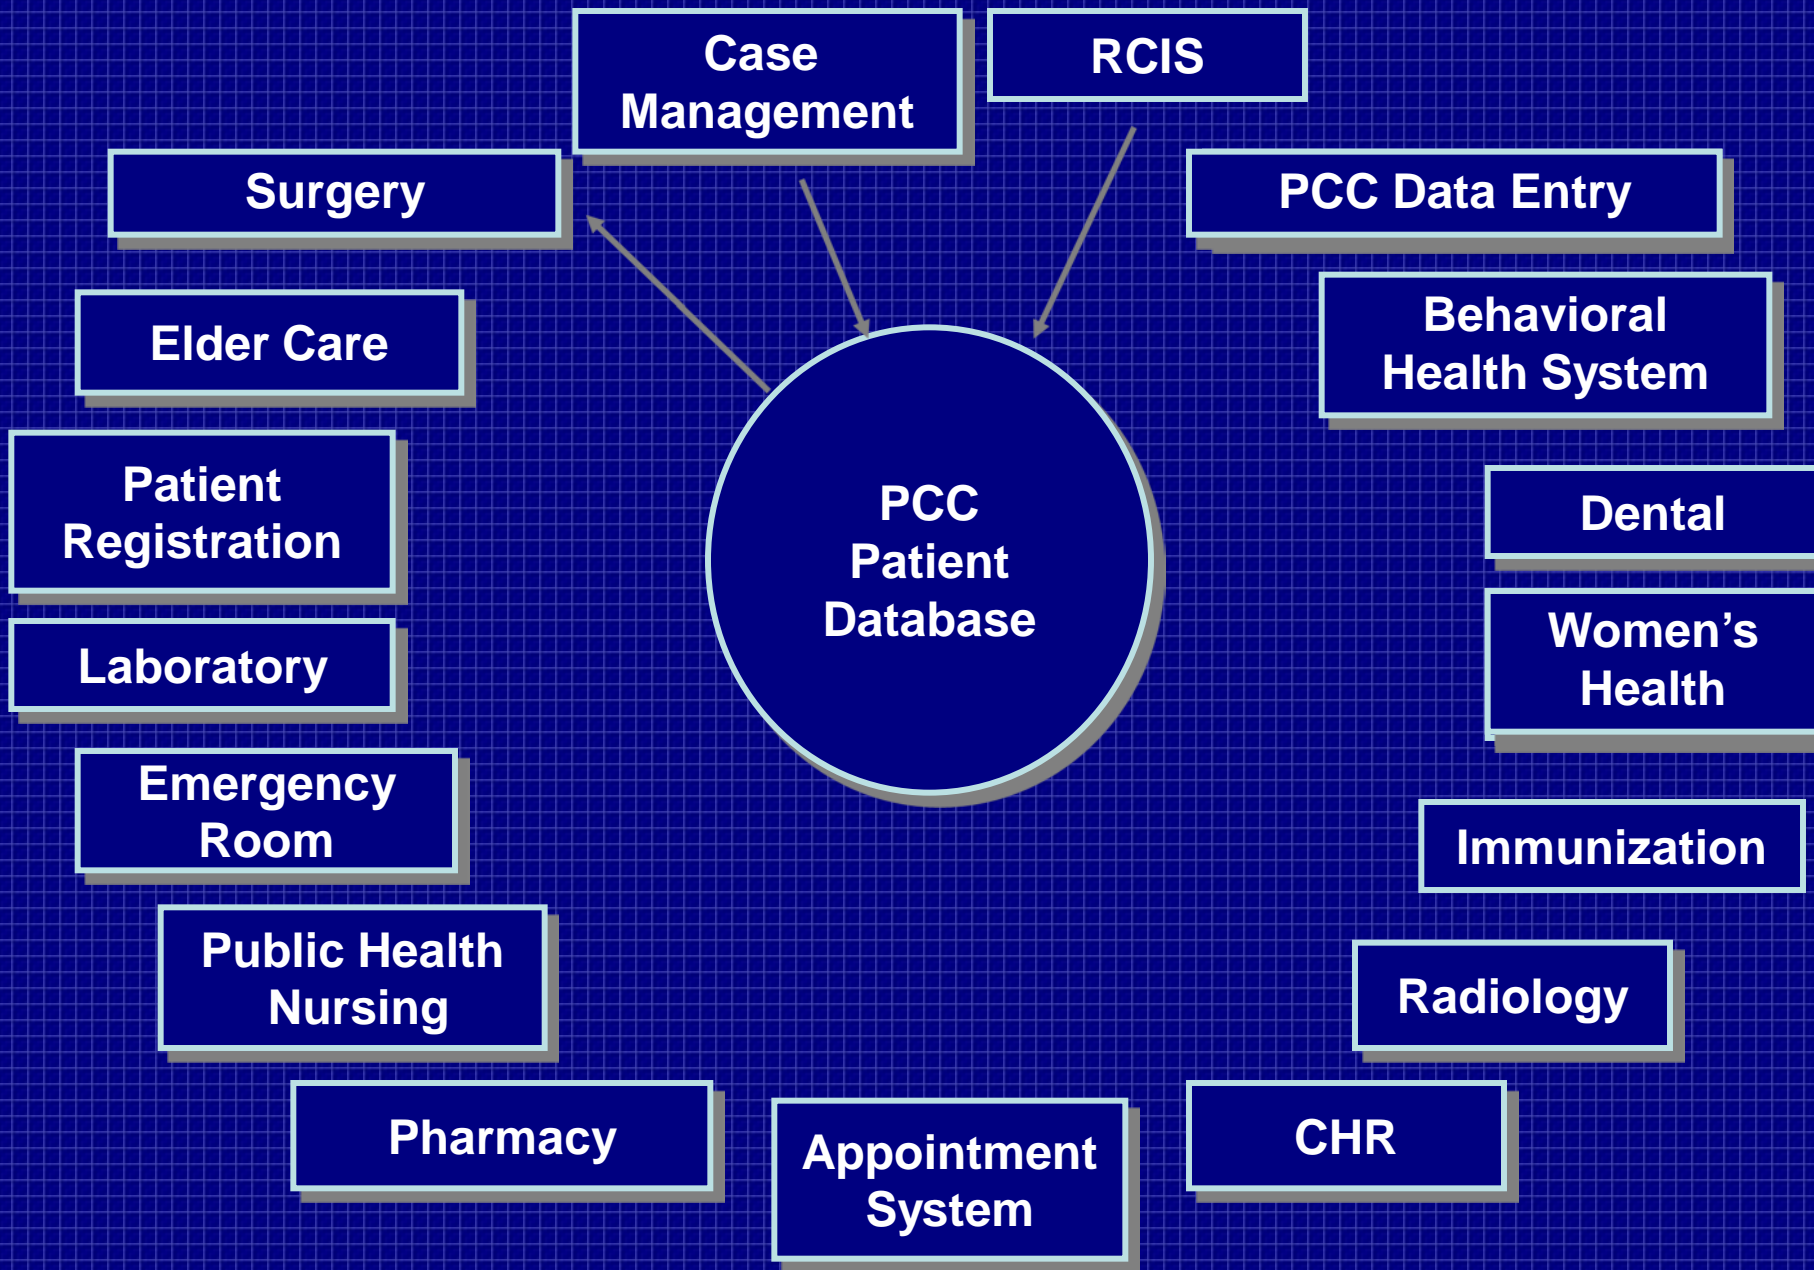 Case
Management
RCIS
Surgery
PCC Data Entry
Elder Care
Behavioral
Health System
Patient
Registration
PCC
Patient
Database
Dental
Laboratory
Women’s
Health
Emergency
Room
Immunization
Public Health
Nursing
Radiology
Pharmacy
Appointment
System
CHR